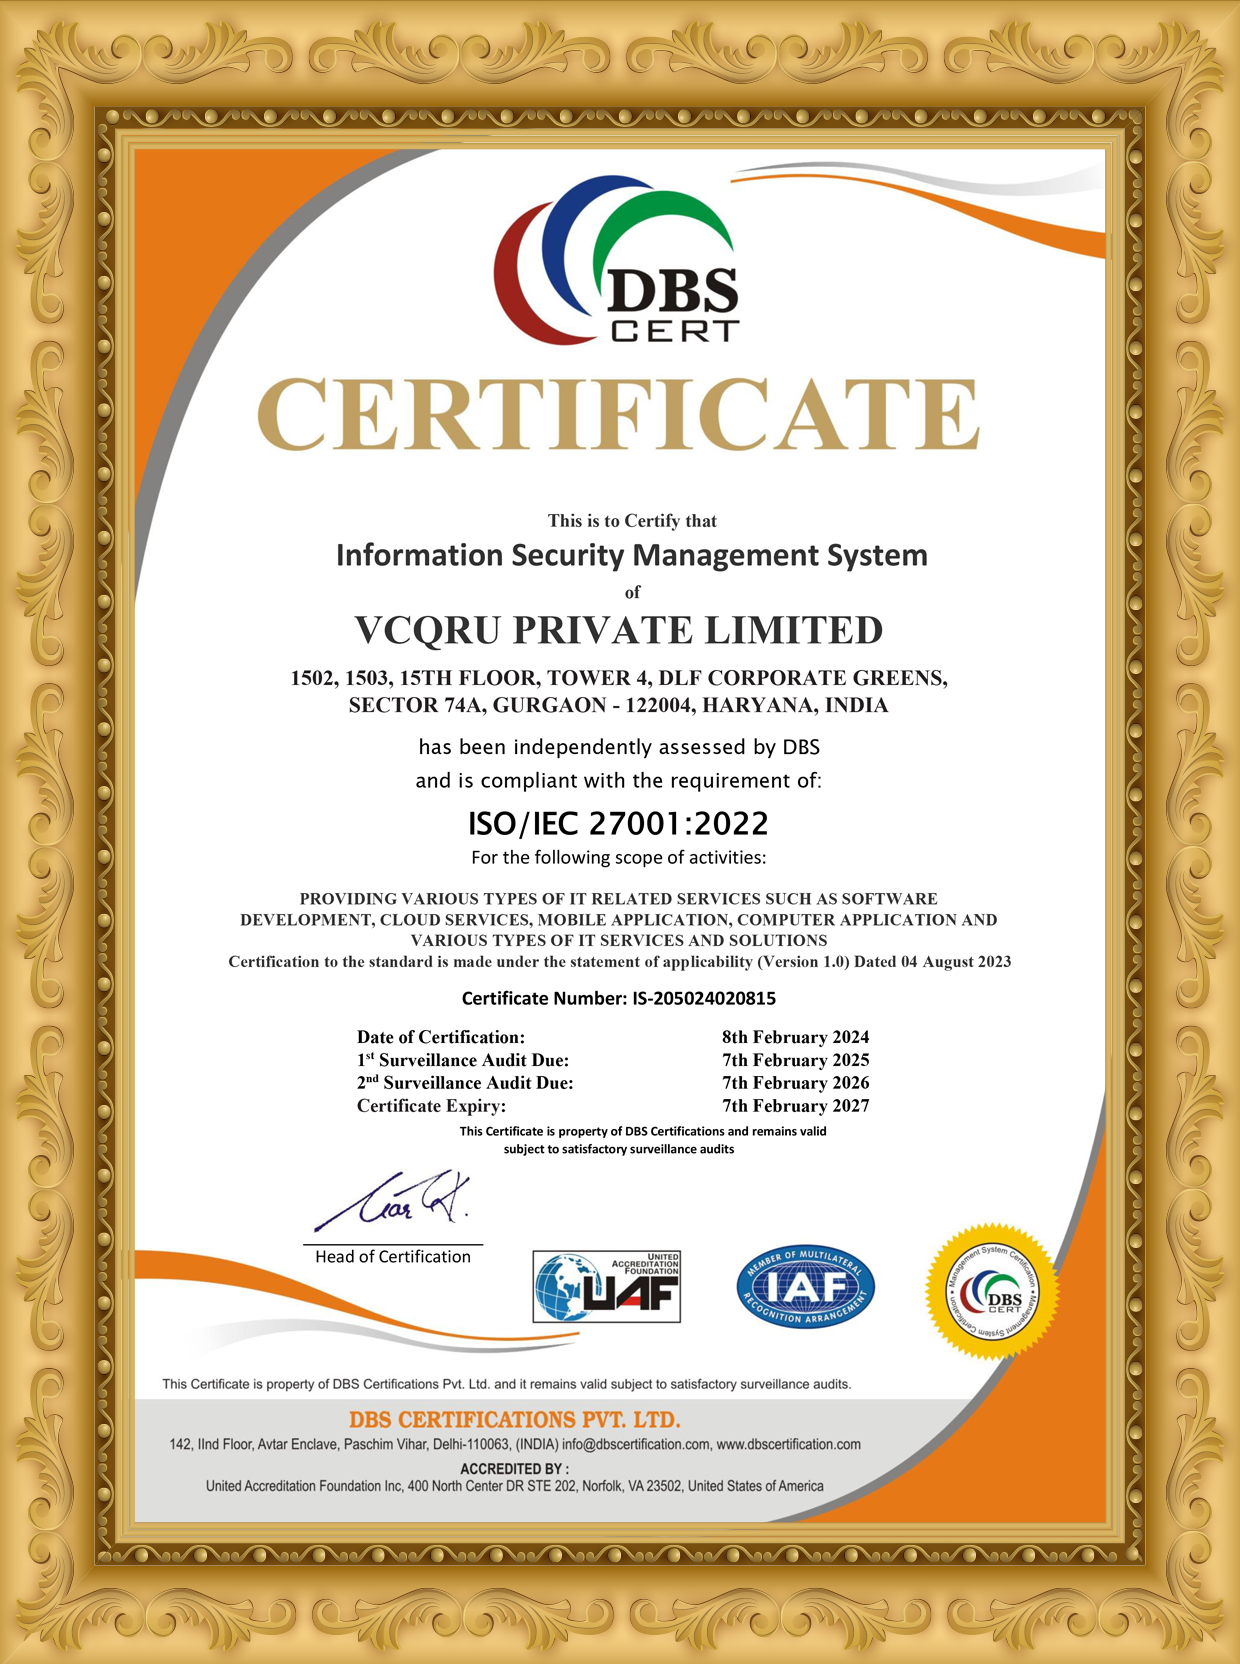 DBS
CERT
CERTIFICATE
This is to Certify that
Information Security Management System
of
VCQRU PRIVATE LIMITED
1502, 1503, 15TH FLOOR, TOWER 4, DLF CORPORATE GREENS,
SECTOR 74A, GURGAON - 122004, HARYANA, INDIA
has been independently assessed by DBS
and is compliant with the requirement of:
ISO/IEC 27001:2022
For the following scope of activities:
PROVIDING VARIOUS TYPES OF IT RELATED SERVICES SUCH AS SOFTWARE
DEVELOPMENT, CLOUD SERVICES, MOBILE APPLICATION, COMPUTER APPLICATION AND
VARIOUS TYPES OF IT SERVICES AND SOLUTIONS
Certification to the standard is made under the statement of applicability (Version 1.0) Dated 04 August 2023
Certificate Number: IS-205024020815
Date of Certification: 8th February 2024
1st Surveillance Audit Due: 7th February 2025
2nd Surveillance Audit Due: 7th February 2026
Certificate Expiry: 7th February 2027
This Certificate is property of DBS Certifications and remains valid
subject to satisfactory surveillance audits
Head of Certification
UNITED
ACCREDITATION
FOUNDATION
UAF
MEMBER OF MULTILATERAL
IAF
RECOGNITION ARRANGEMENT
Management System Certification • Management System Certification •
DBS
CERT
This Certificate is property of DBS Certifications Pvt. Ltd. and it remains valid subject to satisfactory surveillance audits.
DBS CERTIFICATIONS PVT. LTD.
142, IInd Floor, Avtar Enclave, Paschim Vihar, Delhi-110063, (INDIA) info@dbscertification.com, www.dbscertification.com
ACCREDITED BY :
United Accreditation Foundation Inc, 400 North Center DR STE 202, Norfolk, VA 23502, United States of America